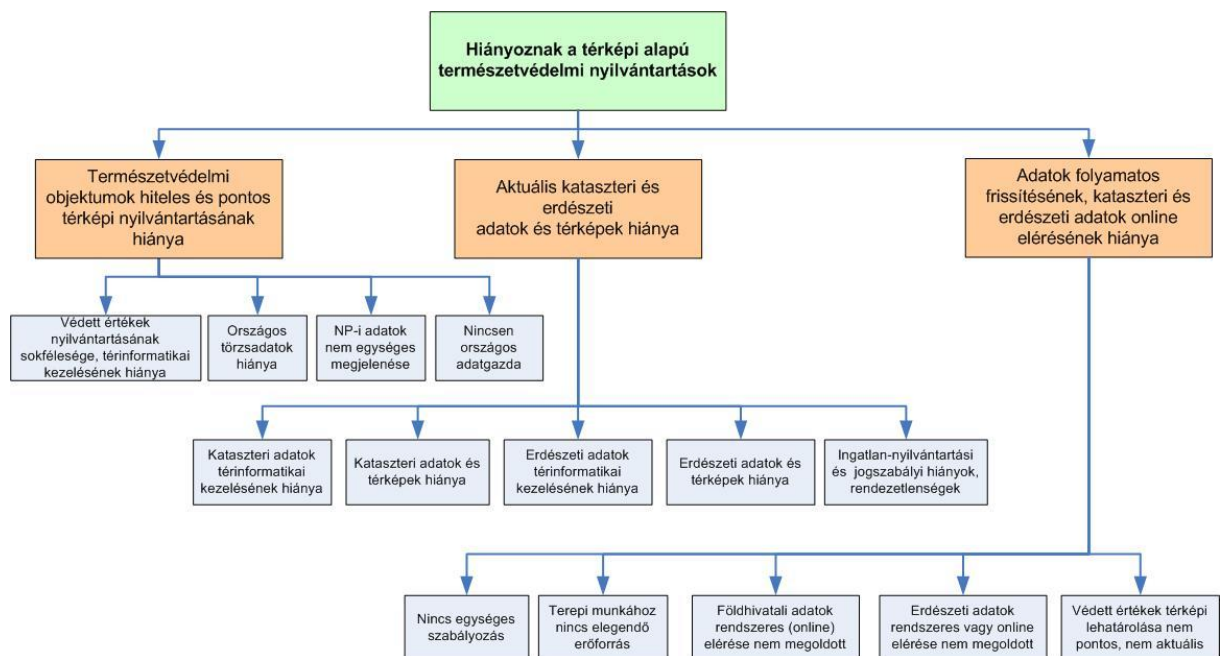 Hiányoznak a térképi alapú
természetvédelmi nyilvántartások
Természetvédelmi
objektumok hiteles és pontos
térképi nyilvántartásának
hiánya
Aktuális kataszteri és
erdészeti
adatok és térképek hiánya
Adatok folyamatos
frissítésének, kataszteri és
erdészeti adatok online
elérésének hiánya
Védett értékek
nyilvántartásának
sokfélesége, térinformatikai
kezelésének hiánya
Országos
törzsadatok
hiánya
NP-i adatok
nem egységes
megjelenése
Nincsen
országos
adatgazda
Kataszteri adatok
térinformatikai
kezelésének hiánya
Kataszteri adatok és
térképek hiánya
Erdészeti adatok
térinformatikai
kezelésének hiánya
Erdészeti adatok és
térképek hiánya
Ingatlan-nyilvántartási
és jogszabályi hiányok,
rendezetlenségek
Nincs egységes
szabályozás
Terepi munkához
nincs elegendő
erőforrás
Földhivatali adatok
rendszeres (online)
elérése nem megoldott
Erdészeti adatok
rendszeres vagy online
elérése nem megoldott
Védett értékek térképi
lehatárolása nem
pontos, nem aktuális